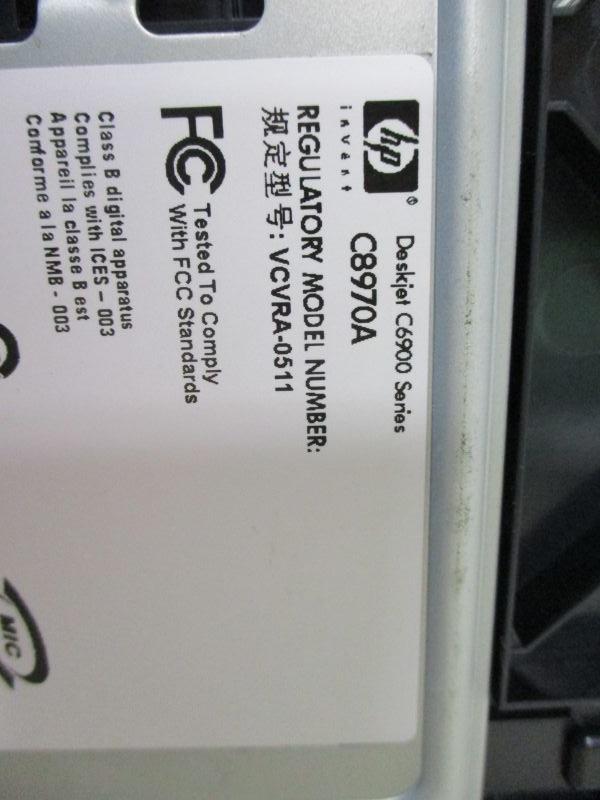 hp®
invent
Deskjet C6900 Series
C8970A
REGULATORY MODEL NUMBER:
规定型号: VCVRA-0511
FC
Tested To Comply
With FCC Standards
Class B digital apparatus
Complies with ICES - 003
Appareil la classe B est
Conforme a la NMB - 003
MIC